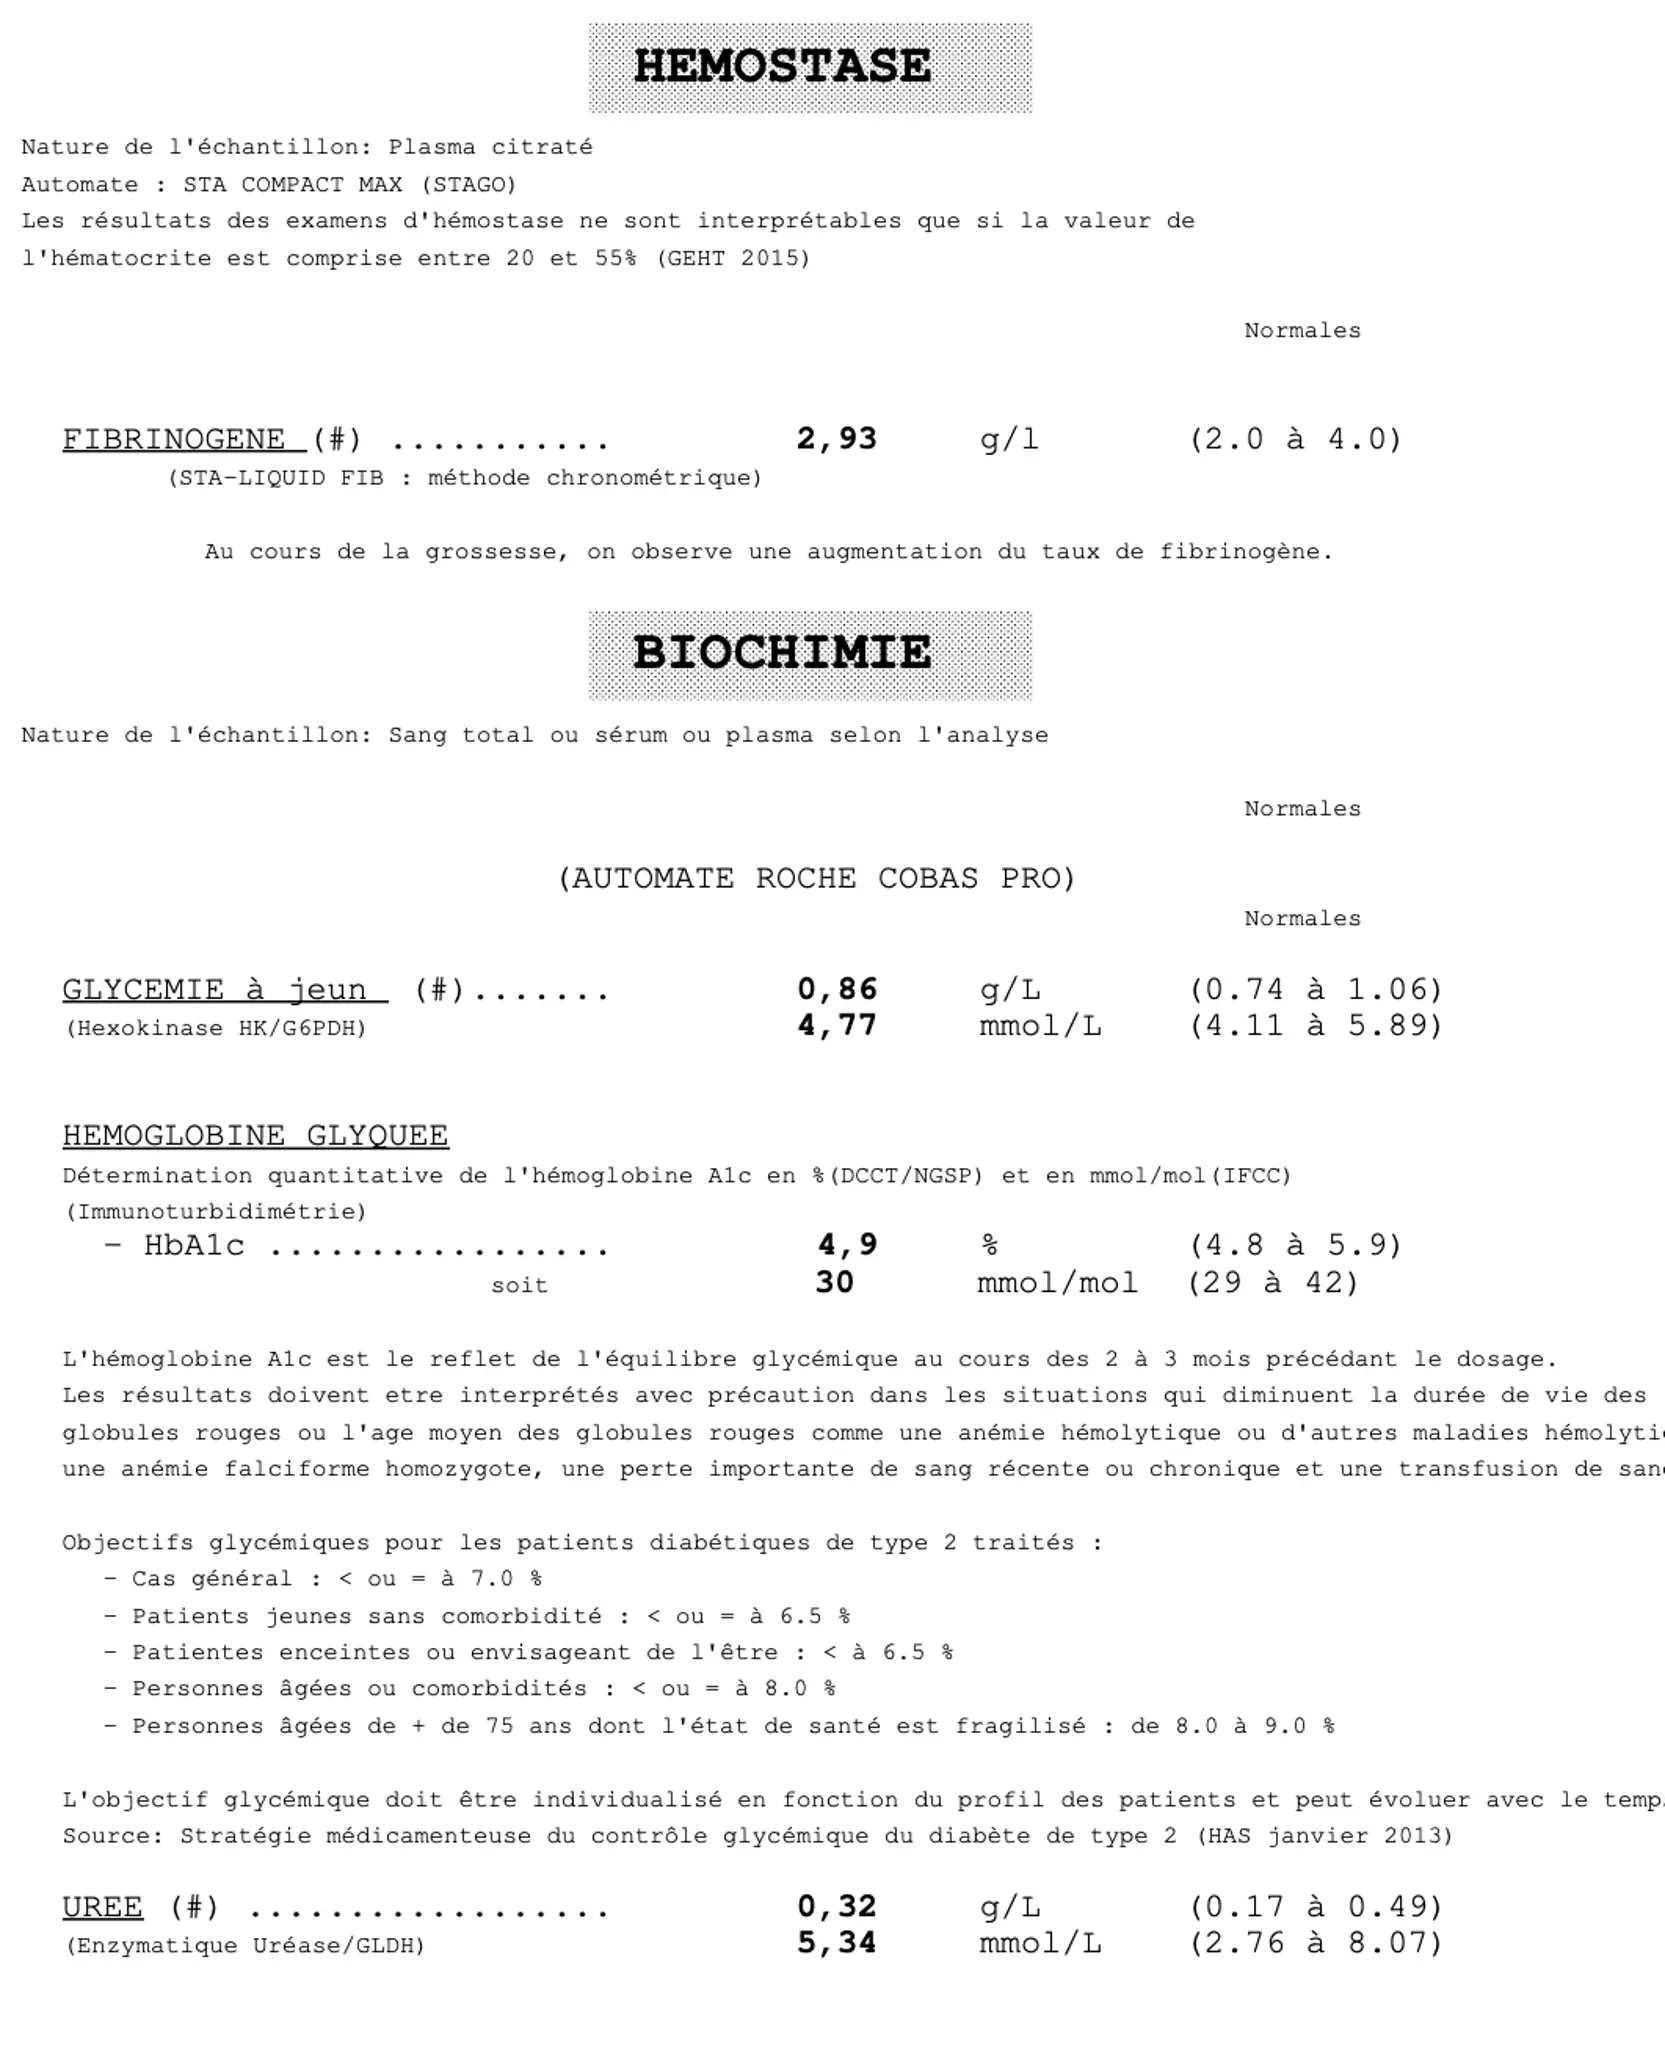 HEMOSTASE
Nature de l'échantillon: Plasma citraté
Automate : STA COMPACT MAX (STAGO)
Les résultats des examens d'hémostase ne sont interprétables que si la valeur de
l'hématocrite est comprise entre 20 et 55% (GEHT 2015)
Normales
FIBRINOGENE (#) ........... 2,93 g/l (2.0 à 4.0)
(STA-LIQUID FIB : méthode chronométrique)
Au cours de la grossesse, on observe une augmentation du taux de fibrinogène.
BIOCHIMIE
Nature de l'échantillon: Sang total ou sérum ou plasma selon l'analyse
Normales
(AUTOMATE ROCHE COBAS PRO)
Normales
GLYCEMIE à jeun (#)....... 0,86 g/L (0.74 à 1.06)
(Hexokinase HK/G6PDH) 4,77 mmol/L (4.11 à 5.89)
HEMOGLOBINE GLYQUEE
Détermination quantitative de l'hémoglobine A1c en %(DCCT/NGSP) et en mmol/mol(IFCC)
(Immunoturbidimétrie)
- HbA1c ................. 4,9 % (4.8 à 5.9)
soit 30 mmol/mol (29 à 42)
L'hémoglobine A1c est le reflet de l'équilibre glycémique au cours des 2 à 3 mois précédant le dosage.
Les résultats doivent etre interprétés avec précaution dans les situations qui diminuent la durée de vie des
globules rouges ou l'age moyen des globules rouges comme une anémie hémolytique ou d'autres maladies hémolyti
une anémie falciforme homozygote, une perte importante de sang récente ou chronique et une transfusion de san
Objectifs glycémiques pour les patients diabétiques de type 2 traités :
- Cas général : < ou = à 7.0 %
- Patients jeunes sans comorbidité : < ou = à 6.5 %
- Patientes enceintes ou envisageant de l'être : < à 6.5 %
- Personnes âgées ou comorbidités : < ou = à 8.0 %
- Personnes âgées de + de 75 ans dont l'état de santé est fragilisé : de 8.0 à 9.0 %
L'objectif glycémique doit être individualisé en fonction du profil des patients et peut évoluer avec le temp
Source: Stratégie médicamenteuse du contrôle glycémique du diabète de type 2 (HAS janvier 2013)
UREE (#) .................. 0,32 g/L (0.17 à 0.49)
(Enzymatique Uréase/GLDH) 5,34 mmol/L (2.76 à 8.07)